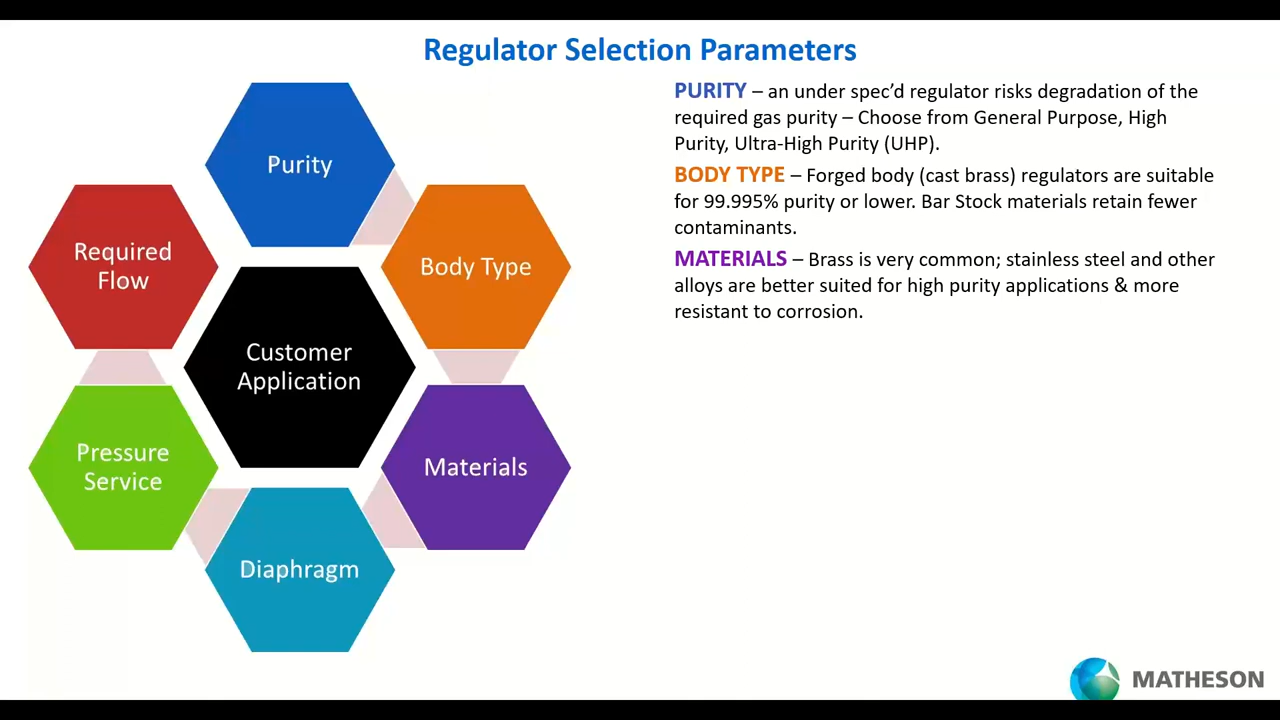 Regulator Selection Parameters
Purity
Required
Flow
Body Type
Customer
Application
Pressure
Service
Materials
Diaphragm
PURITY – an under spec’d regulator risks degradation of the
required gas purity – Choose from General Purpose, High
Purity, Ultra-High Purity (UHP).
BODY TYPE – Forged body (cast brass) regulators are suitable
for 99.995% purity or lower. Bar Stock materials retain fewer
contaminants.
MATERIALS – Brass is very common; stainless steel and other
alloys are better suited for high purity applications & more
resistant to corrosion.
MATHESON